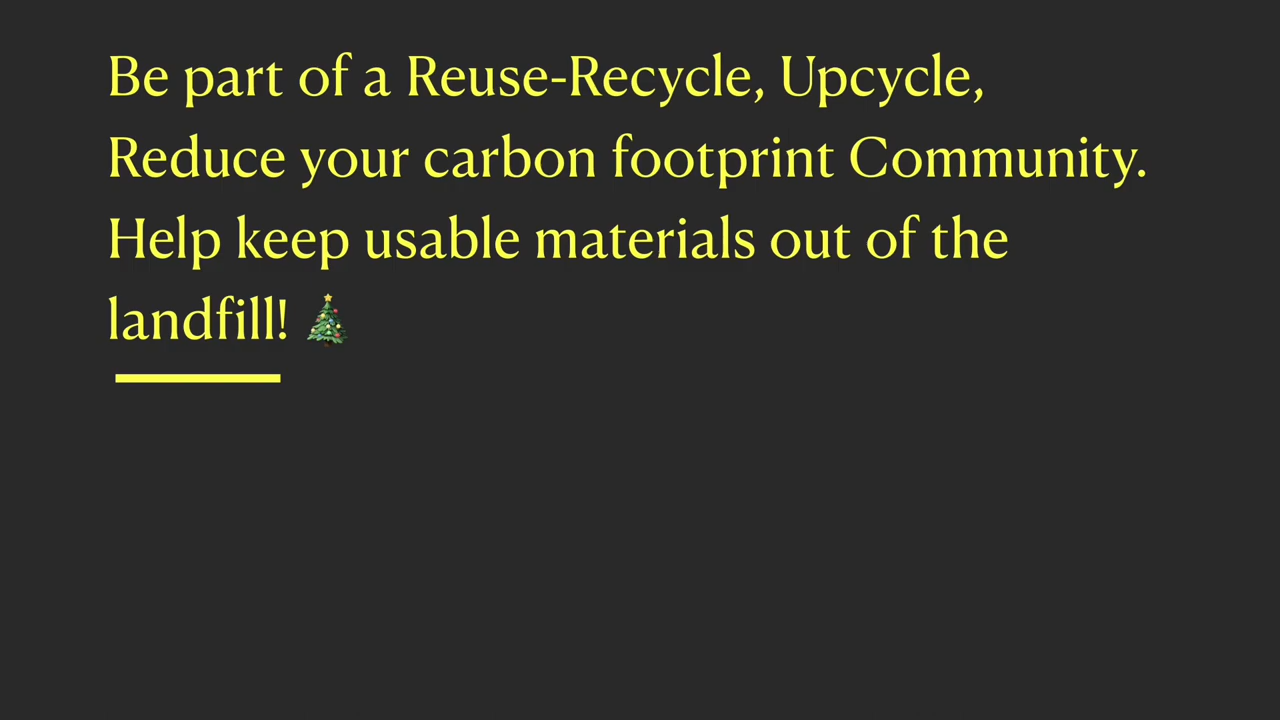 Be part of a Reuse-Recycle, Upcycle,
Reduce your carbon footprint Community.
Help keep usable materials out of the
landfill! 🎄